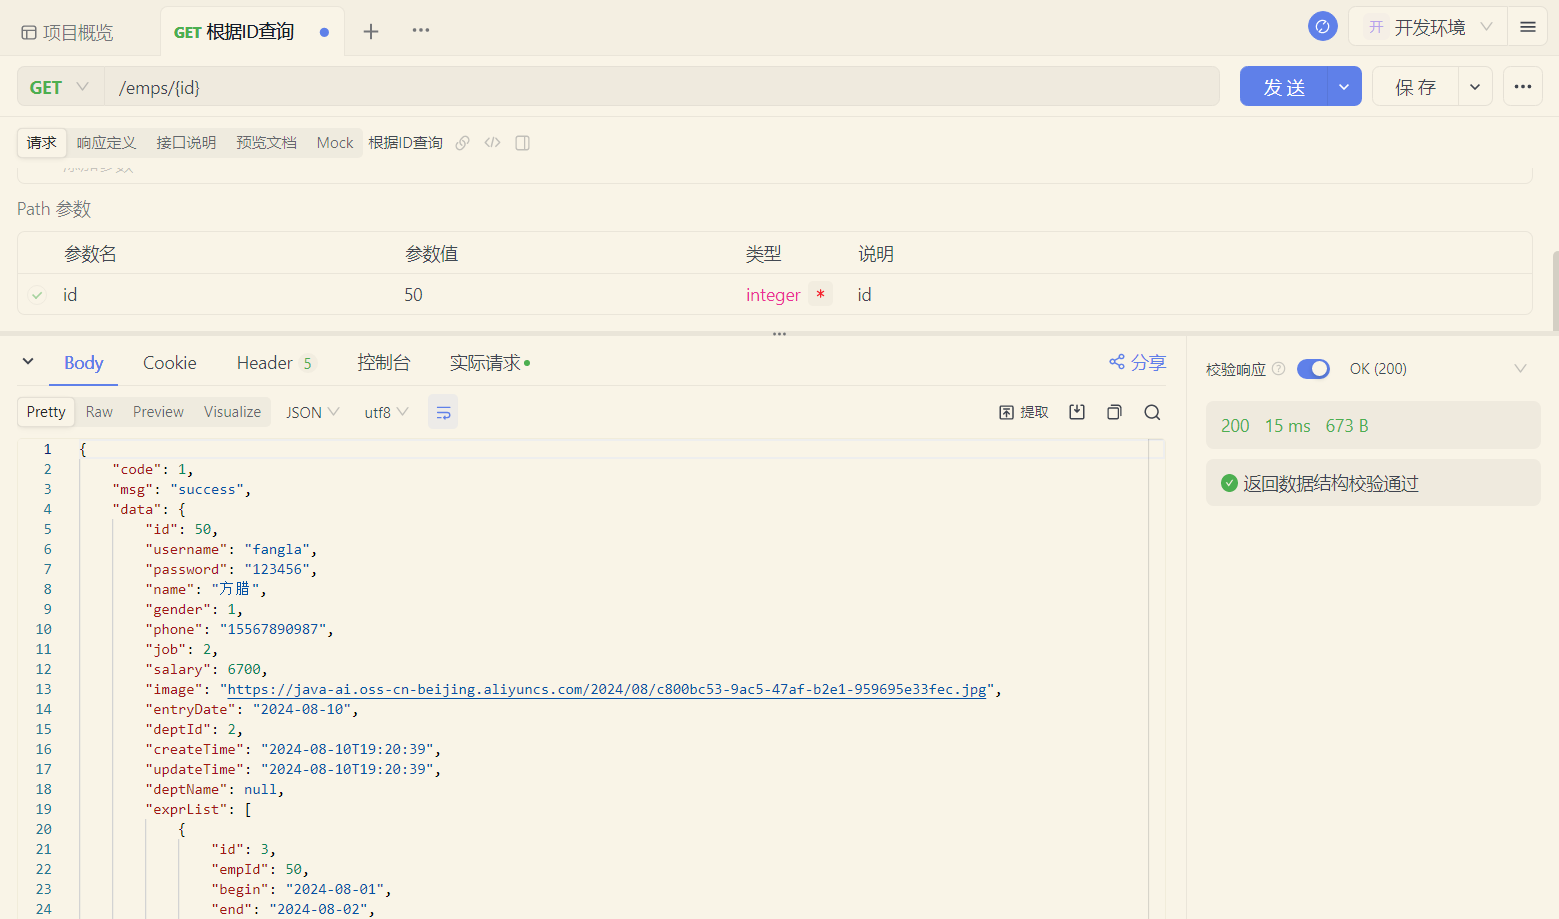 项目概览
GET 根据ID查询
开 开发环境
GET /emps/{id}
发 送
保 存
请求 响应定义 接口说明 预览文档 Mock 根据ID查询
添加参数
Path 参数
参数名 参数值 类型 说明
id 50 integer * id
Body Cookie Header 5 控制台 实际请求
分享
Pretty Raw Preview Visualize JSON utf8
提取
1 {
2 "code": 1,
3 "msg": "success",
4 "data": {
5 "id": 50,
6 "username": "fangla",
7 "password": "123456",
8 "name": "方腊",
9 "gender": 1,
10 "phone": "15567890987",
11 "job": 2,
12 "salary": 6700,
13 "image": "https://java-ai.oss-cn-beijing.aliyuncs.com/2024/08/c800bc53-9ac5-47af-b2e1-959695e33fec.jpg",
14 "entryDate": "2024-08-10",
15 "deptId": 2,
16 "createTime": "2024-08-10T19:20:39",
17 "updateTime": "2024-08-10T19:20:39",
18 "deptName": null,
19 "exprList": [
20 {
21 "id": 3,
22 "empId": 50,
23 "begin": "2024-08-01",
24 "end": "2024-08-02",
校验响应 ? OK (200)
200 15 ms 673 B
返回数据结构校验通过